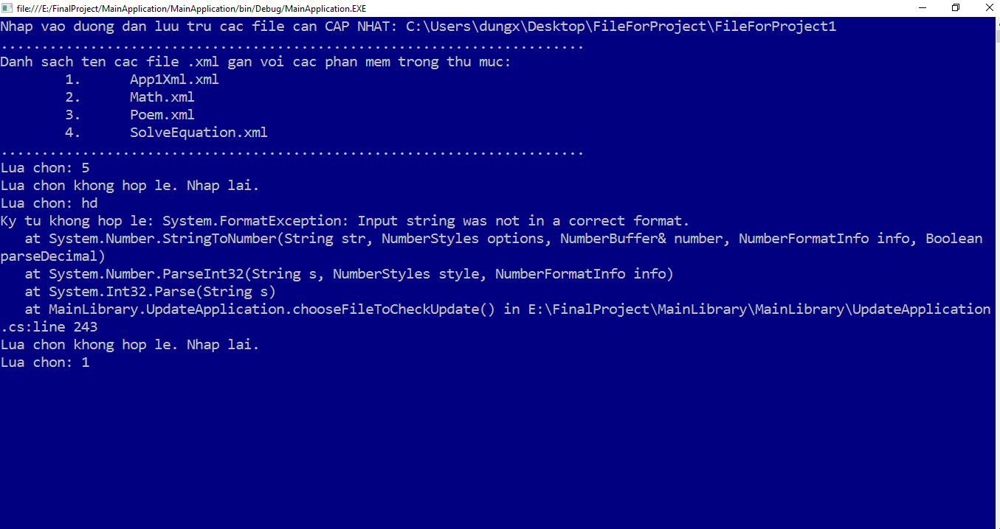 file:///E:/FinalProject/MainApplication/MainApplication/bin/Debug/MainApplication.EXE
Nhap vao duong dan luu tru cac file can CAP NHAT: C:\Users\dungx\Desktop\FileForProject\FileForProject1
........................................................................
Danh sach ten cac file .xml gan voi cac phan mem trong thu muc:
1. App1Xml.xml
2. Math.xml
3. Poem.xml
4. SolveEquation.xml
........................................................................
Lua chon: 5
Lua chon khong hop le. Nhap lai.
Lua chon: hd
Ky tu khong hop le: System.FormatException: Input string was not in a correct format.
at System.Number.StringToNumber(String str, NumberStyles options, NumberBuffer& number, NumberFormatInfo info, Boolean
parseDecimal)
at System.Number.ParseInt32(String s, NumberStyles style, NumberFormatInfo info)
at System.Int32.Parse(String s)
at MainLibrary.UpdateApplication.chooseFileToCheckUpdate() in E:\FinalProject\MainLibrary\MainLibrary\UpdateApplication
.cs:line 243
Lua chon khong hop le. Nhap lai.
Lua chon: 1